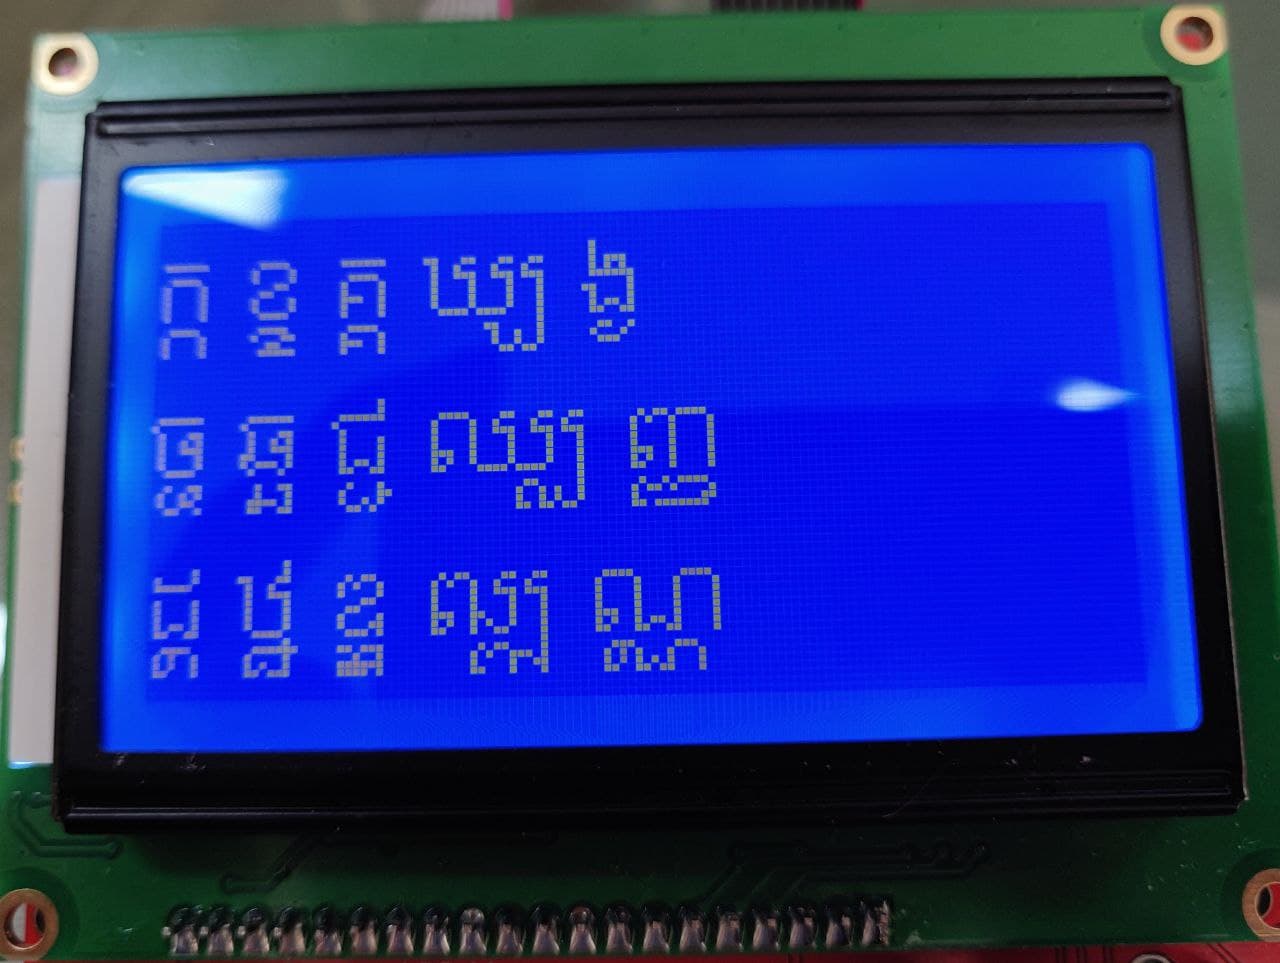 ក្ក ខ្ខ គ្គ ឃ្ឃ ង្ង
ច្ច ឆ្ឆ ជ្ជ ឈ្ឈ ញ្ញ
ដ្ដ ឋ្ឋ ឌ្ឌ ឍ្ឍ ណ្ណ